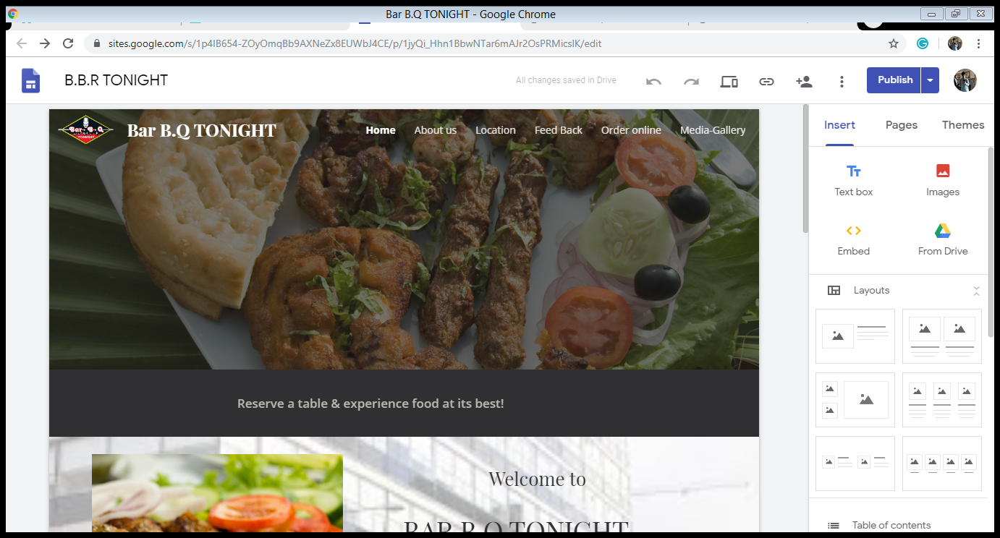 Bar B.Q TONIGHT - Google Chrome
sites.google.com/s/1p4IB654-ZOyOmqBb9AXNeZx8EUWbJ4CE/p/1jyQi_Hhn1BbwNTar6mAJr2OsPRMicsIK/edit
B.B.R TONIGHT
All changes saved in Drive
Publish
Bar B.Q
TONIGHT
Bar B.Q TONIGHT
Home About us Location Feed Back Order online Media-Gallery
Insert Pages Themes
Text box Images
Embed From Drive
Layouts
Reserve a table & experience food at its best!
Welcome to
BAR B.Q TONIGHT
Table of contents